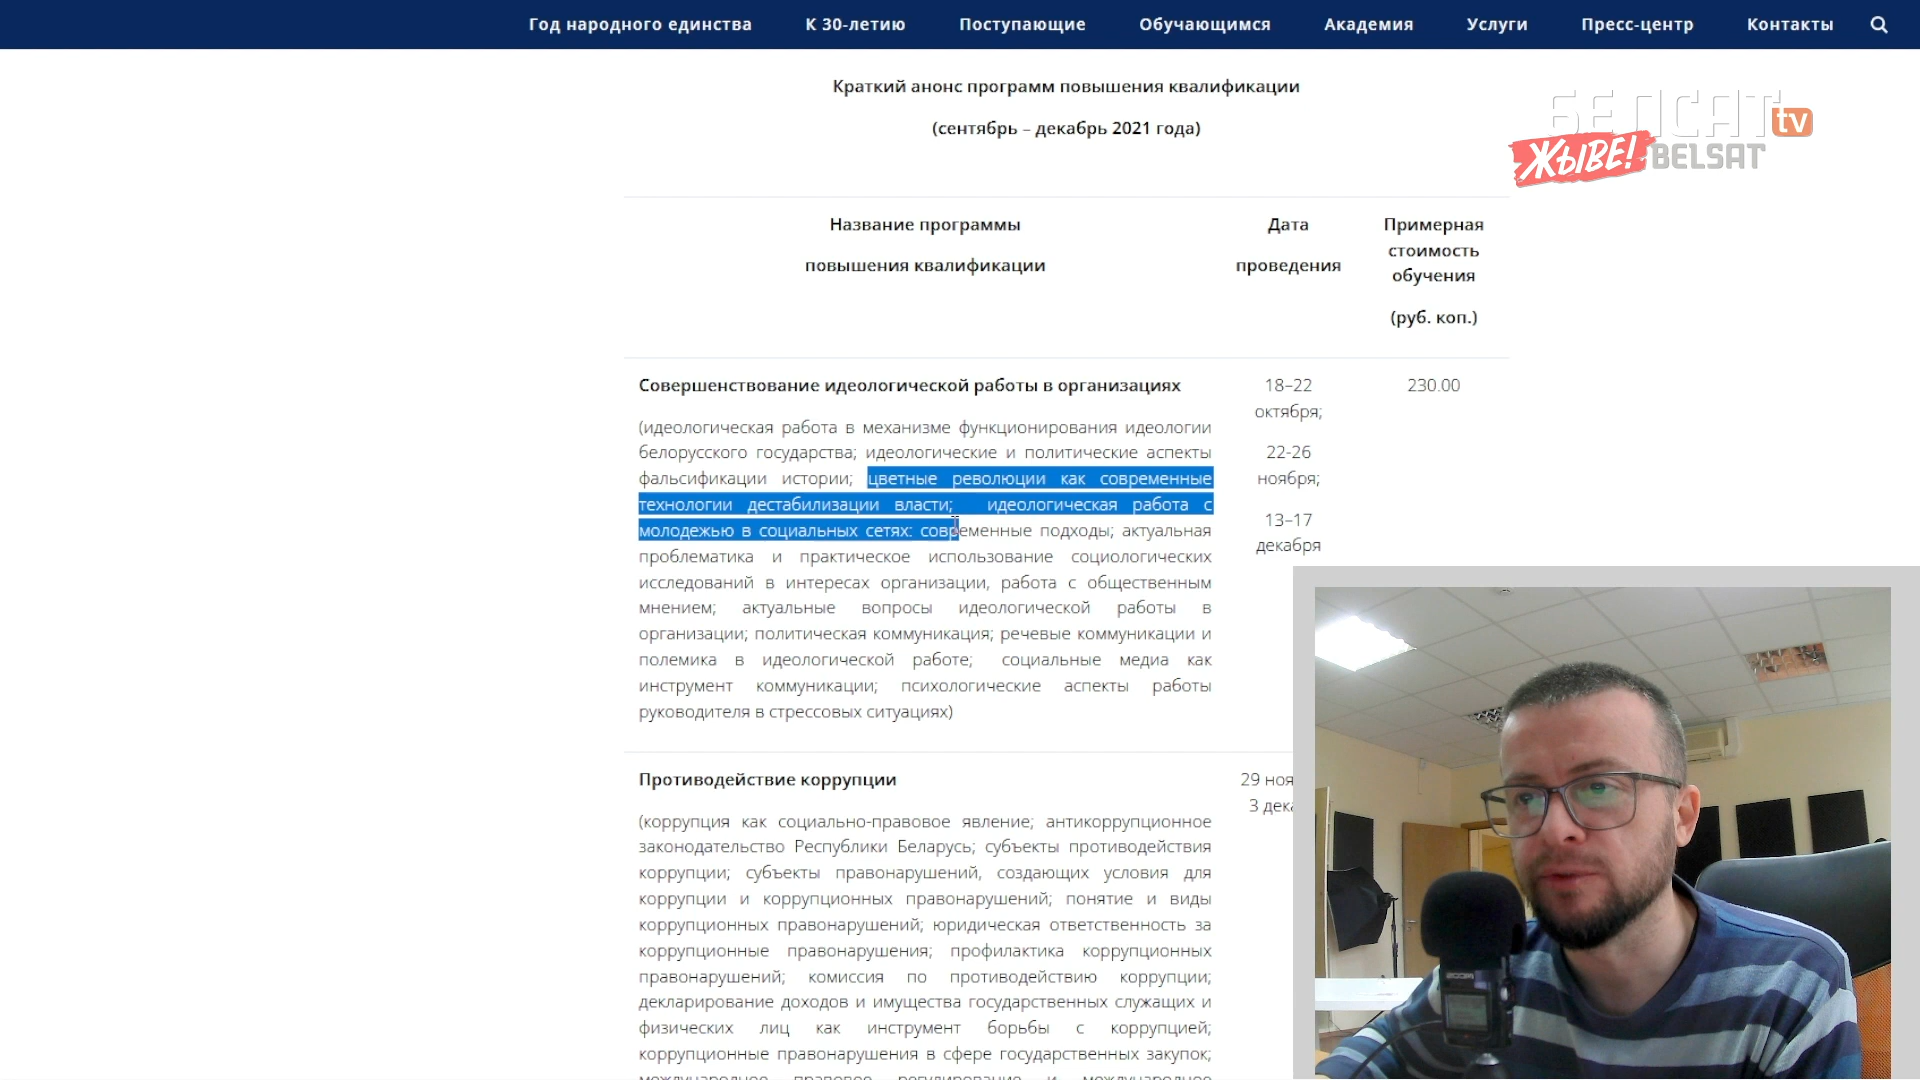 Год народного единства К 30-летию Поступающие Обучающимся Академия Услуги Пресс-центр Контакты
Краткий анонс программ повышения квалификации
(сентябрь – декабрь 2021 года)
БЕЛСАТ tv
ЖЫВЕ! BELSAT
Название программы
повышения квалификации
Дата
проведения
Примерная
стоимость
обучения
(руб. коп.)
Совершенствование идеологической работы в организациях
(идеологическая работа в механизме функционирования идеологии
белорусского государства; идеологические и политические аспекты
фальсификации истории; цветные революции как современные
технологии дестабилизации власти; идеологическая работа с
молодежью в социальных сетях: современные подходы; актуальная
проблематика и практическое использование социологических
исследований в интересах организации, работа с общественным
мнением; актуальные вопросы идеологической работы в
организации; политическая коммуникация; речевые коммуникации и
полемика в идеологической работе; социальные медиа как
инструмент коммуникации; психологические аспекты работы
руководителя в стрессовых ситуациях)
18–22
октября;
22-26
ноября;
13–17
декабря
230.00
Противодействие коррупции
(коррупция как социально-правовое явление; антикоррупционное
законодательство Республики Беларусь; субъекты противодействия
коррупции; субъекты правонарушений, создающих условия для
коррупции и коррупционных правонарушений; понятие и виды
коррупционных правонарушений; юридическая ответственность за
коррупционные правонарушения; профилактика коррупционных
правонарушений; комиссия по противодействию коррупции;
декларирование доходов и имущества государственных служащих и
физических лиц как инструмент борьбы с коррупцией;
коррупционные правонарушения в сфере государственных закупок;
международное правовое регулирование и международное
29 ноя
3 дека